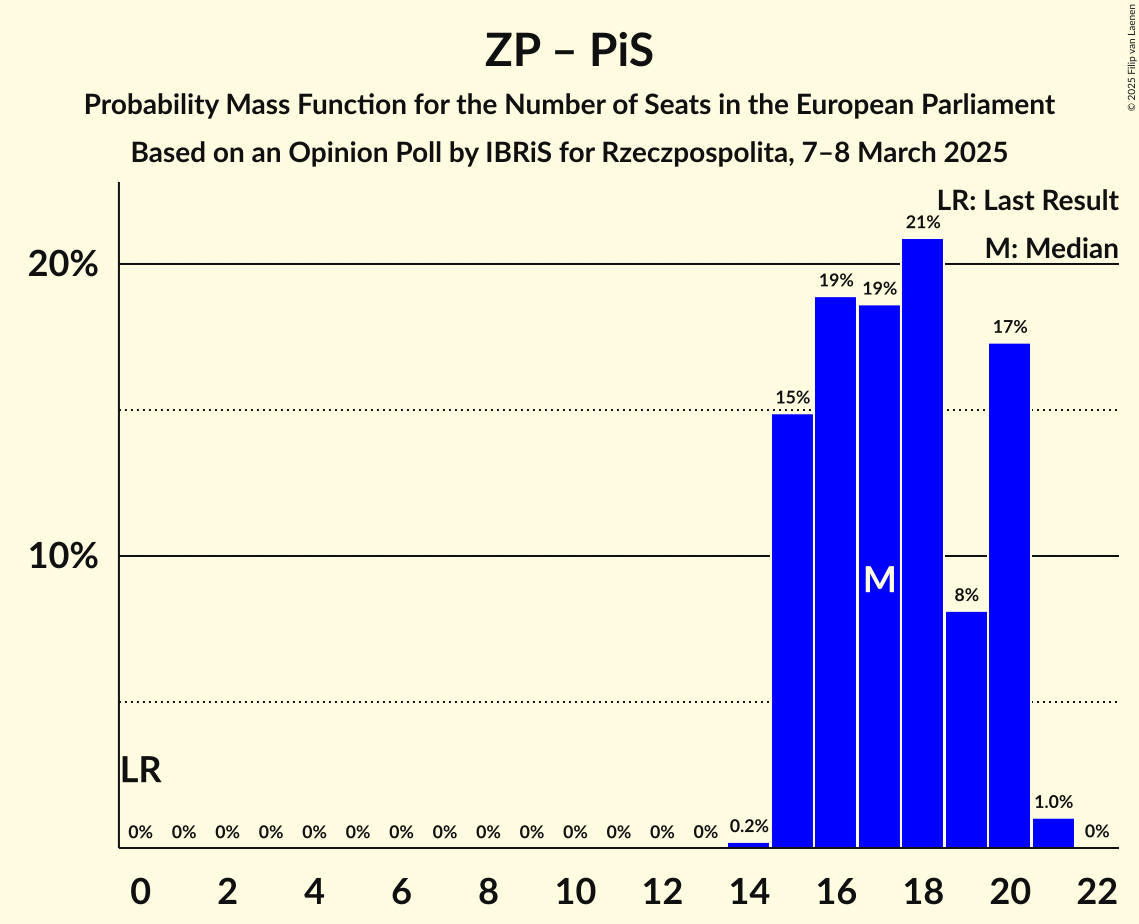 ZP – PiS
Probability Mass Function for the Number of Seats in the European Parliament
Based on an Opinion Poll by IBRiS for Rzeczpospolita, 7–8 March 2025
© 2025 Filip van Laenen
LR: Last Result
M: Median
20%
10%
21%
19%
19%
17%
15%
8%
M
LR
0% 0% 0% 0% 0% 0% 0% 0% 0% 0% 0% 0% 0% 0% 0.2% 1.0% 0%
0 2 4 6 8 10 12 14 16 18 20 22